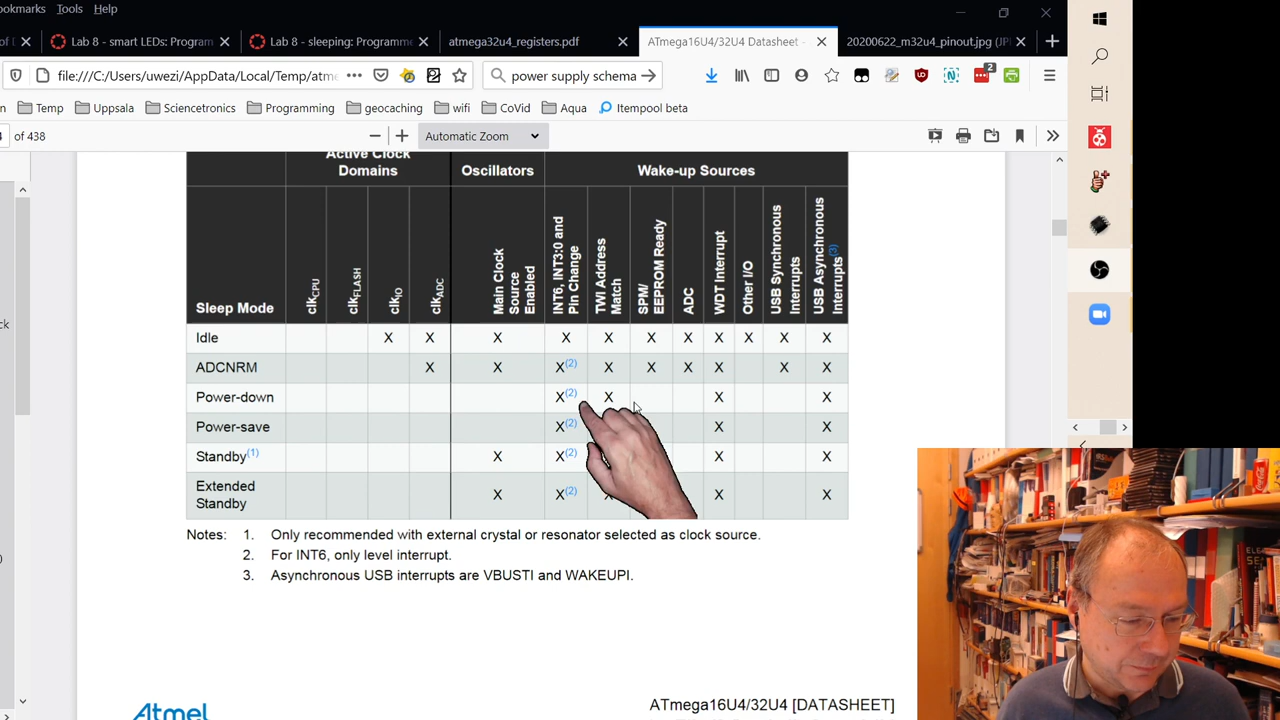 ookmarks Tools Help
of (
Lab 8 - smart LEDs: Program
Lab 8 - sleeping: Programme
atmega32u4_registers.pdf
ATmega16U4/32U4 Datasheet -
20200622_m32u4_pinout.jpg (JP
file:///C:/Users/uwezi/AppData/Local/Temp/atme
power supply schema
2
n Temp Uppsala Sciencetronics Programming geocaching wifi CoVid Aqua Itempool beta
4 of 438
Automatic Zoom
Active Clock Domains
Oscillators
Wake-up Sources
Sleep Mode
clkCPU
clkFLASH
clkIO
clkADC
Main Clock Source Enabled
INT6, INT3:0 and Pin Change
TWI Address Match
SPM/ EEPROM Ready
ADC
WDT Interrupt
Other I/O
USB Synchronous Interrupts
USB Asynchronous Interrupts(3)
Idle X X X X X X X X X X
ADCNRM X X X(2) X X X X X X
Power-down X(2) X X X
Power-save X(2) X X
Standby(1) X X(2) X X
Extended Standby X X(2) X X X
Notes: 1. Only recommended with external crystal or resonator selected as clock source.
2. For INT6, only level interrupt.
3. Asynchronous USB interrupts are VBUSTI and WAKEUPI.
ck
Atmel
ATmega16U4/32U4 [DATASHEET]